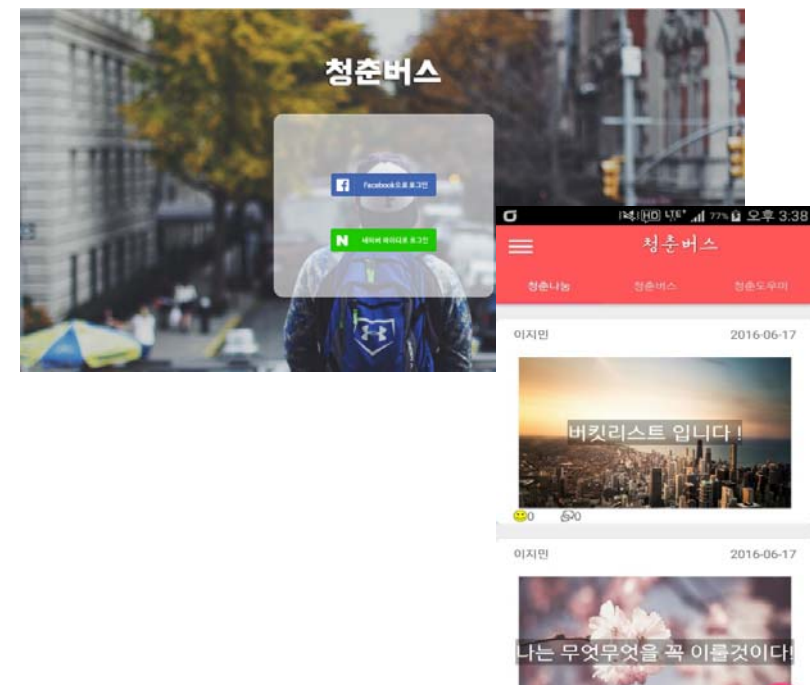 청춘버스
Facebook으로 로그인
네이버 아이디로 로그인
HD LTE+ 77% 오후 3:38
청춘버스
청춘나눔 청춘버스 청춘도우미
이지민 2016-06-17
버킷리스트 입니다 !
0 0
이지민 2016-06-17
나는 무엇무엇을 꼭 이룰것이다!